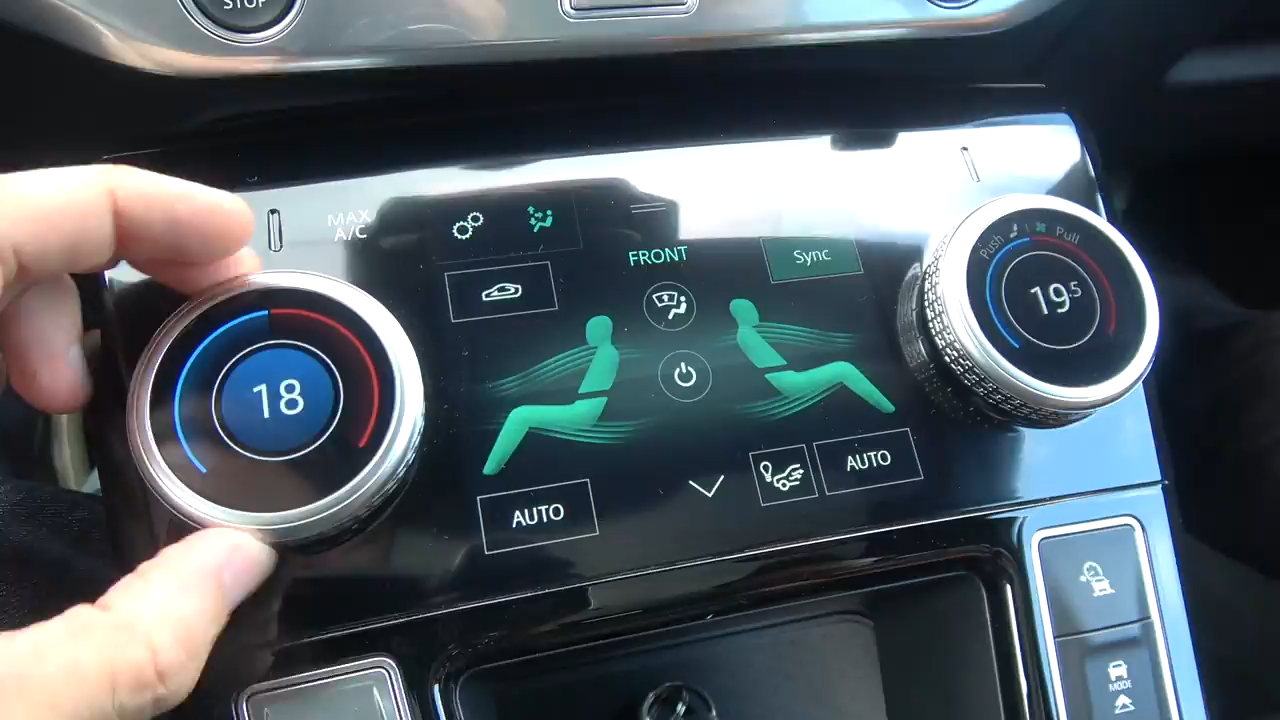 STOP
MAX
A/C
FRONT
Sync
Push
Pull
18
19.5
AUTO
AUTO
MODE